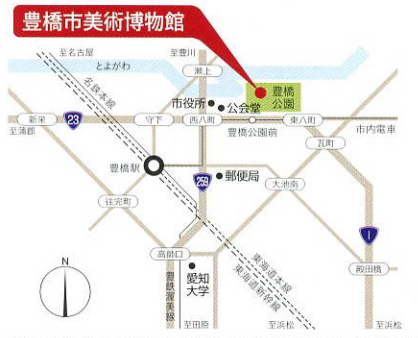 豊橋市美術博物館
至名古屋
至豊川
とよがわ
瀬上
名鉄本線
市役所
公会堂
豊橋
公園
新栄
23
守下
西八町
東八町
至蒲郡
豊橋公園前
市内電車
瓦町
豊橋駅
259
郵便局
大池南
往完町
1
高師口
殿田橋
N
豊鉄渥美線
愛知
大学
東海道本線
東海道新幹線
至田原
至浜松
至浜松